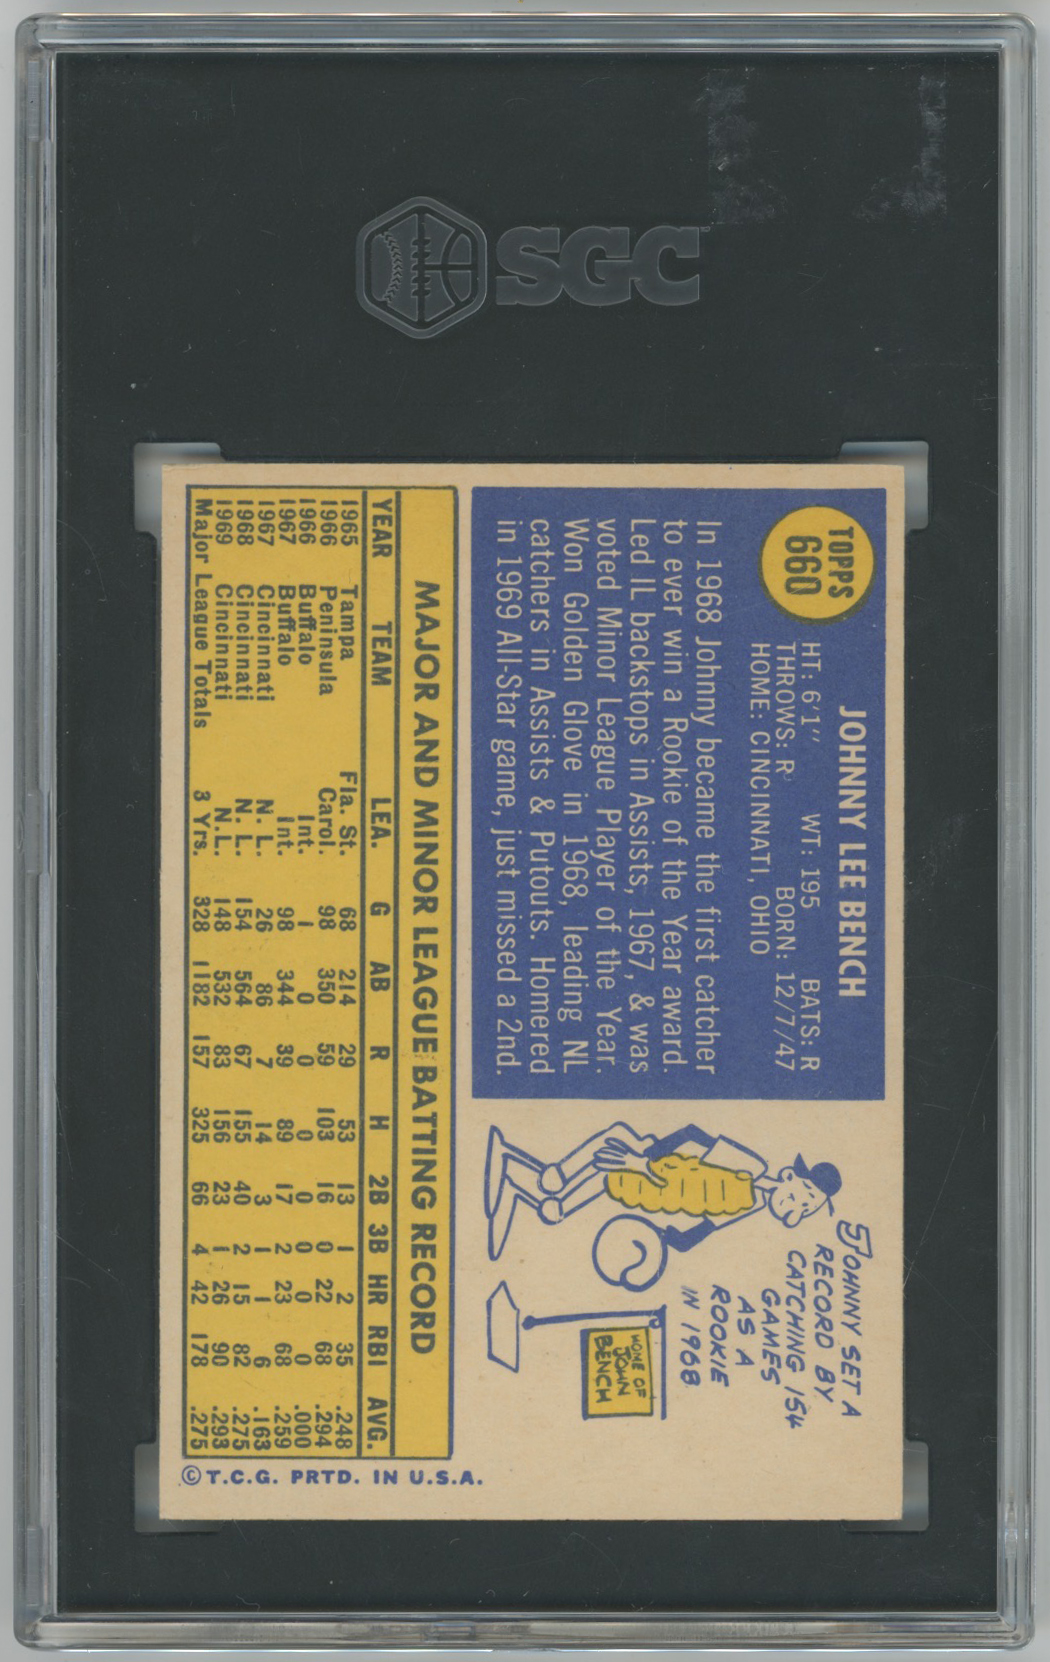 SGC
TOPPS
660
JOHNNY LEE BENCH
HT: 6'1" WT: 195 BATS: R
THROWS: R BORN: 12/7/47
HOME: CINCINNATI, OHIO
In 1968 Johnny became the first catcher
to ever win a Rookie of the Year award.
Led IL backstops in Assists, 1967, & was
voted Minor League Player of the Year.
Won Golden Glove in 1968, leading NL
catchers in Assists & Putouts. Homered
in 1969 All-Star game, just missed a 2nd.
JOHNNY SET A
RECORD BY
CATCHING 154
GAMES
AS A
ROOKIE
IN 1968
HOME OF
JOHN
BENCH
MAJOR AND MINOR LEAGUE BATTING RECORD
YEAR TEAM LEA. G AB R H 2B 3B HR RBI AVG.
1965 Tampa Fla. St. 68 214 29 53 13 1 2 35 .248
1966 Peninsula Carol. 98 350 59 103 16 0 22 68 .294
1966 Buffalo Int. 1 0 0 0 0 0 0 0 .000
1967 Buffalo Int. 98 344 39 89 17 2 23 68 .259
1967 Cincinnati N.L. 26 86 7 14 3 1 1 6 .163
1968 Cincinnati N.L. 154 564 67 155 40 2 15 82 .275
1969 Cincinnati N.L. 148 532 83 156 23 1 26 90 .293
Major League Totals 3 Yrs. 328 1182 157 325 66 4 42 178 .275
© T.C.G. PRTD. IN U.S.A.